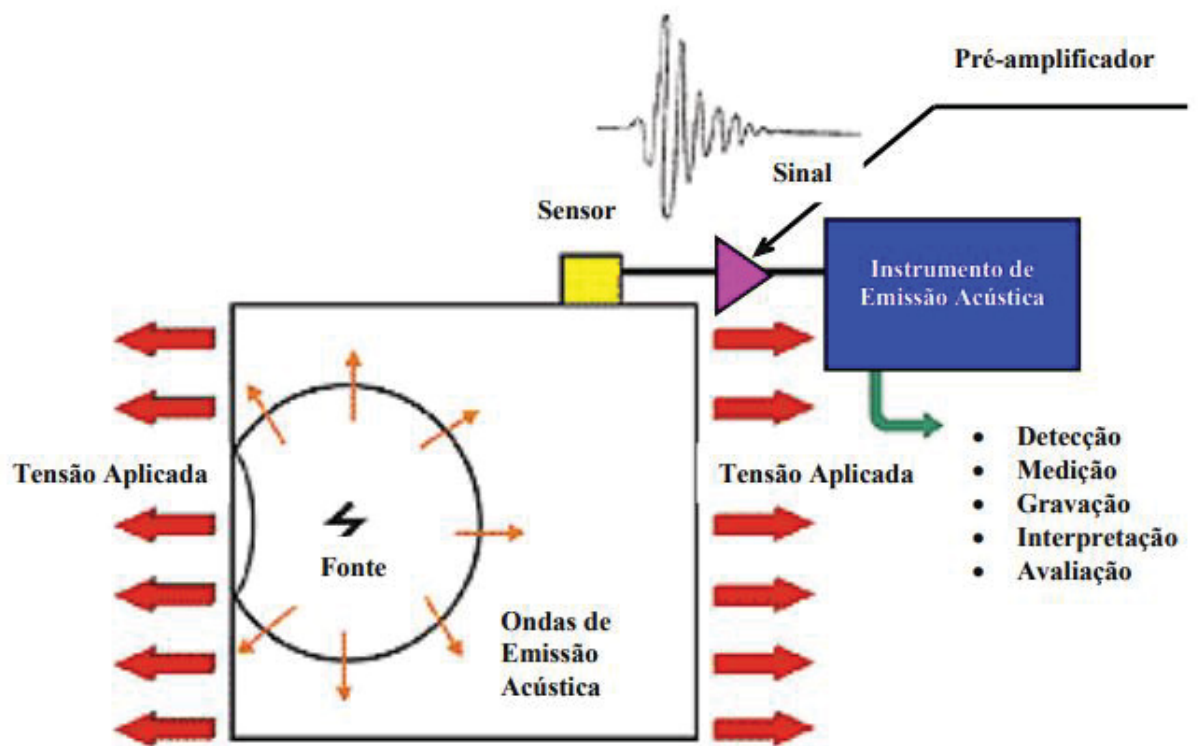 Pré-amplificador
Sinal
Sensor
Instrumento de
Emissão Acústica
Tensão Aplicada
Fonte
Ondas de
Emissão
Acústica
Tensão Aplicada
• Detecção
• Medição
• Gravação
• Interpretação
• Avaliação